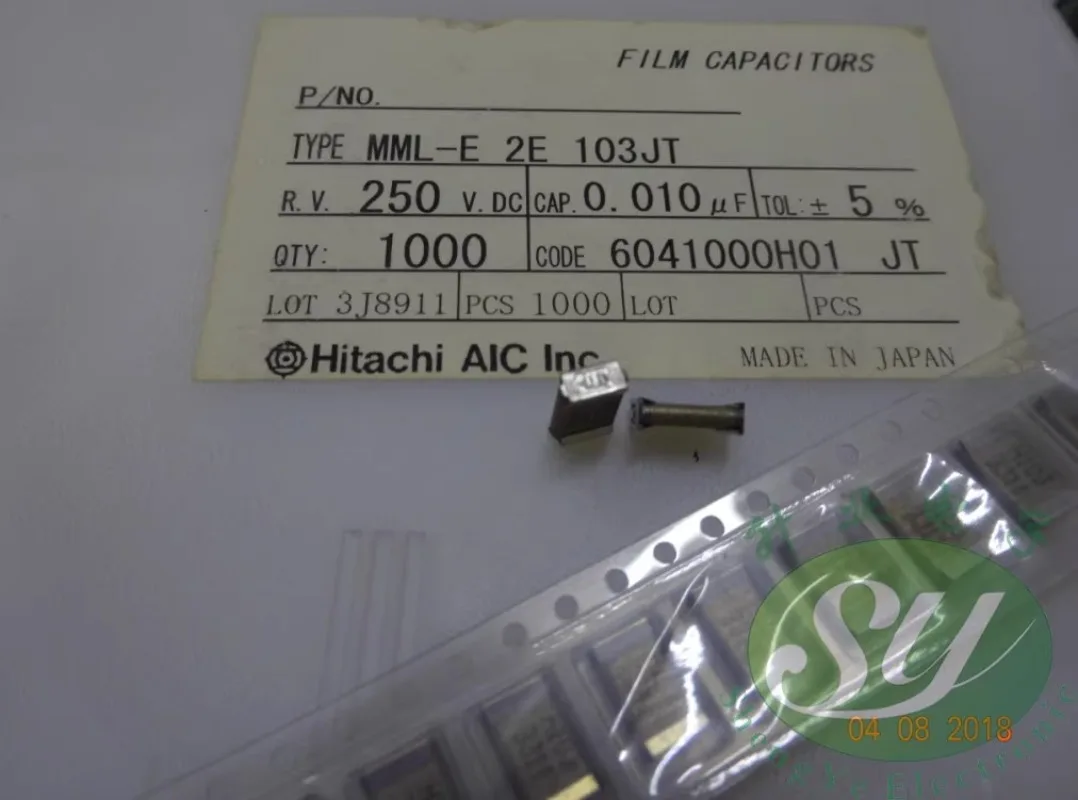 FILM CAPACITORS
P/NO.
TYPE MML-E 2E 103JT
R.V. 250 V.DC CAP. 0.010 μF TOL: ± 5 %
QTY: 1000 CODE 6041000H01 JT
LOT 3J8911 PCS 1000 LOT PCS
Hitachi AIC Inc. MADE IN JAPAN
SY
04 08 2018